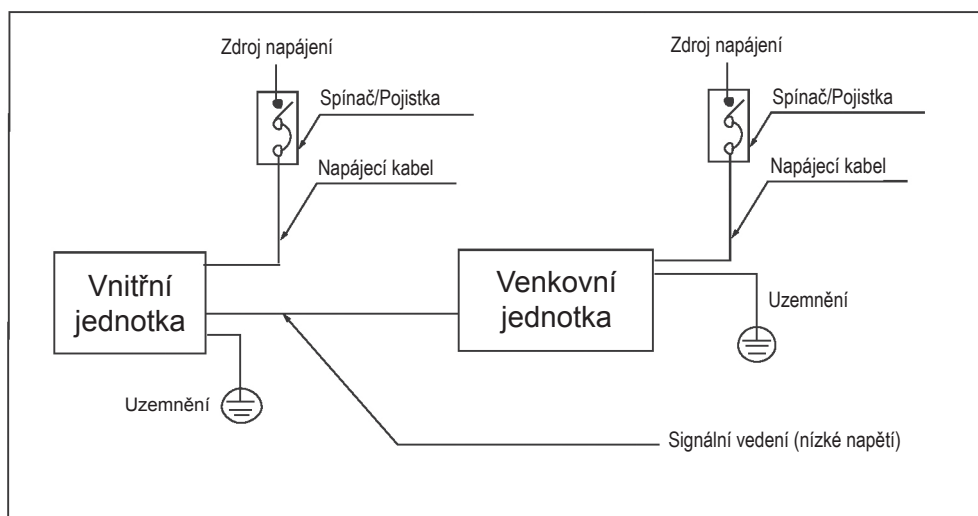 Zdroj napájení
Zdroj napájení
Spínač/Pojistka
Spínač/Pojistka
Napájecí kabel
Napájecí kabel
Vnitřní
jednotka
Venkovní
jednotka
Uzemnění
Uzemnění
Signální vedení (nízké napětí)